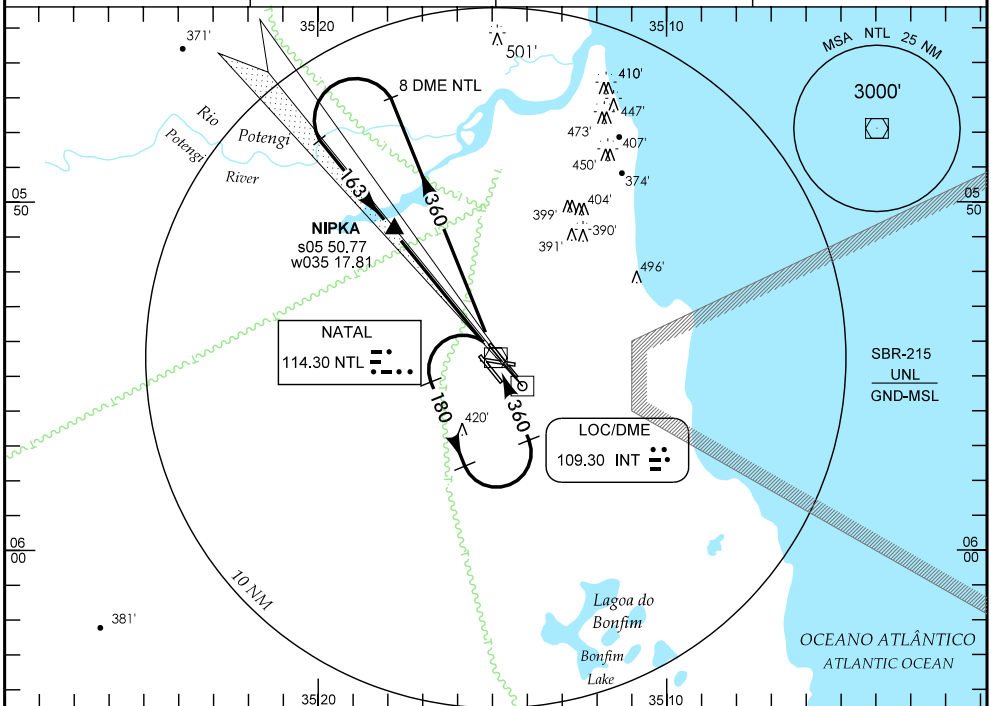 35 20
35 10
371'
501'
8 DME NTL
MSA NTL 25 NM
3000'
410'
447'
473'
407'
450'
374'
Rio
Potengi
Potengi
River
163
360
05
50
05
50
399'
404'
391'
390'
496'
NIPKA
s05 50.77
w035 17.81
NATAL
114.30 NTL
SBR-215
UNL
GND-MSL
180
360
420'
LOC/DME
109.30 INT
06
00
06
00
10 NM
381'
Lagoa do
Bonfim
Bonfim
Lake
OCEANO ATLÂNTICO
ATLANTIC OCEAN
35 20
35 10